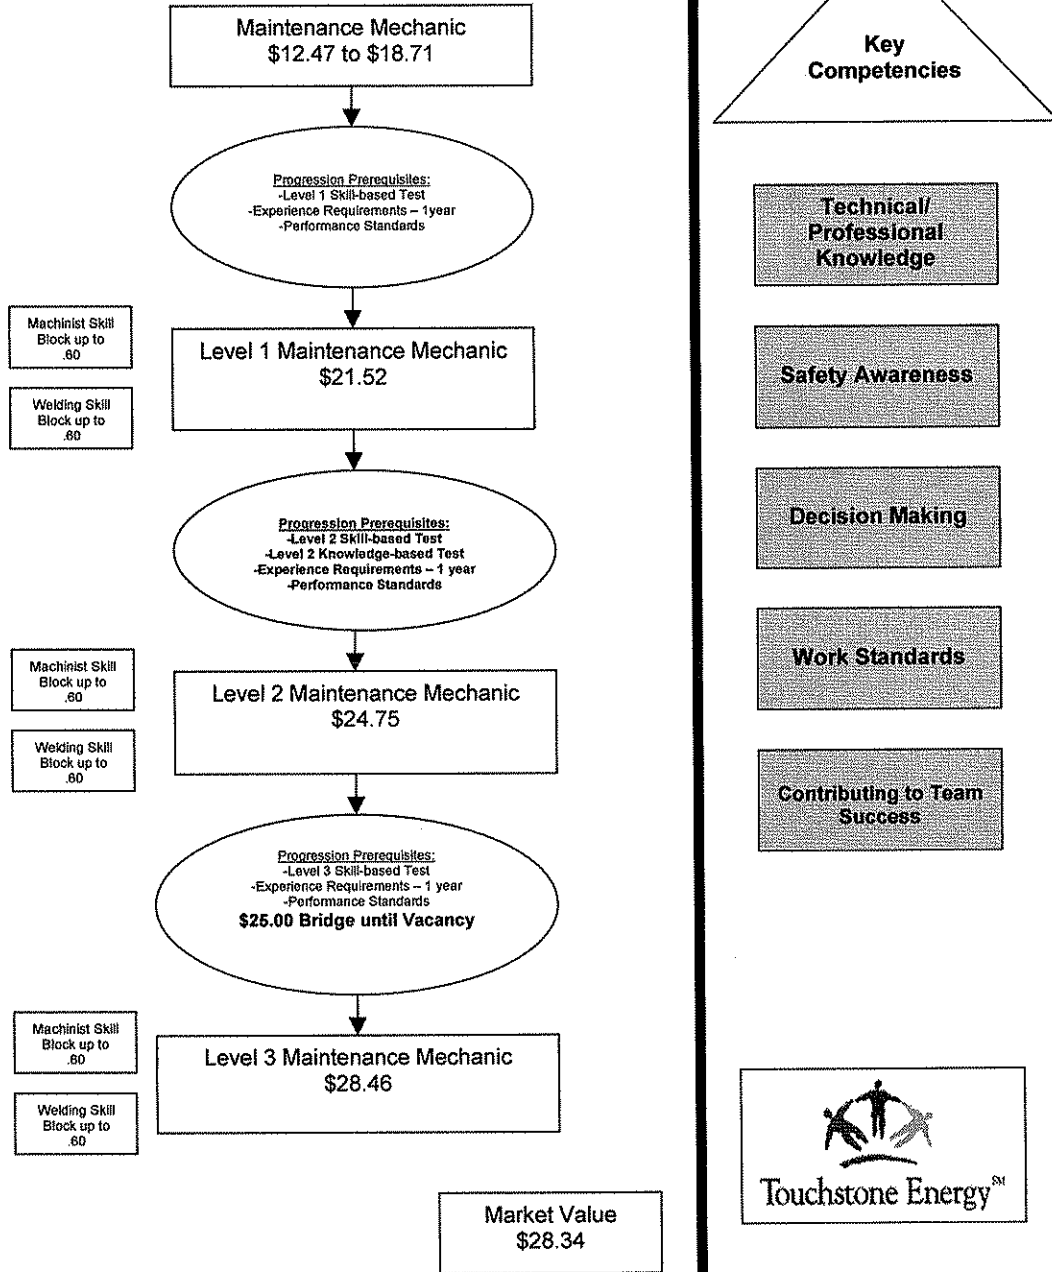 Maintenance Mechanic
$12.47 to $18.71
Progression Prerequisites:
-Level 1 Skill-based Test
-Experience Requirements – 1year
-Performance Standards
Machinist Skill
Block up to
.60
Welding Skill
Block up to
.60
Level 1 Maintenance Mechanic
$21.52
Progression Prerequisites:
-Level 2 Skill-based Test
-Level 2 Knowledge-based Test
-Experience Requirements – 1 year
-Performance Standards
Machinist Skill
Block up to
.60
Welding Skill
Block up to
.60
Level 2 Maintenance Mechanic
$24.75
Progression Prerequisites:
-Level 3 Skill-based Test
-Experience Requirements – 1 year
-Performance Standards
$25.00 Bridge until Vacancy
Machinist Skill
Block up to
.60
Welding Skill
Block up to
.60
Level 3 Maintenance Mechanic
$28.46
Market Value
$28.34
Key
Competencies
Technical/
Professional
Knowledge
Safety Awareness
Decision Making
Work Standards
Contributing to Team
Success
Touchstone Energy℠